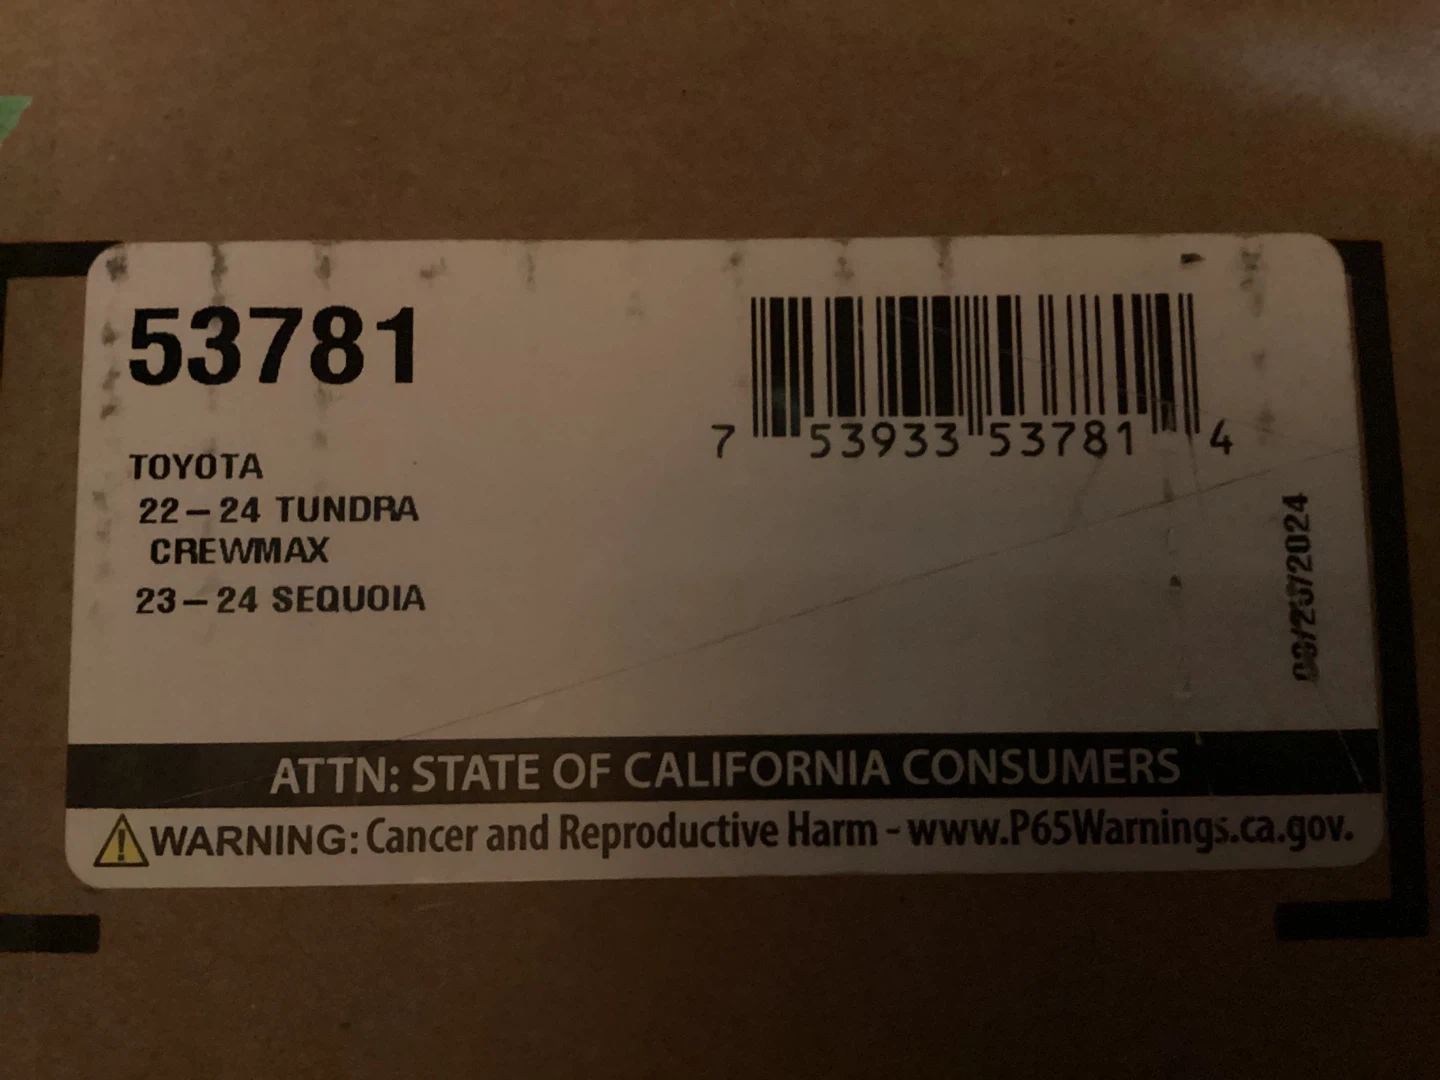 53781
7 53933 53781 4
TOYOTA
22-24 TUNDRA
CREWMAX
23-24 SEQUOIA
ATTN: STATE OF CALIFORNIA CONSUMERS
WARNING: Cancer and Reproductive Harm - www.P65Warnings.ca.gov.